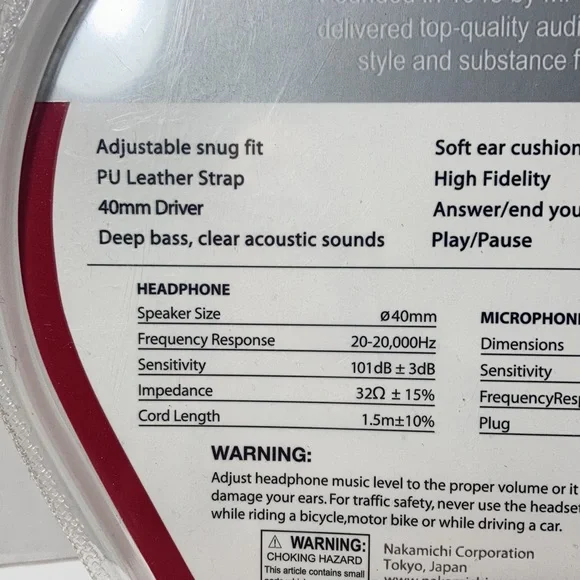 delivered top-quality audi
style and substance f
Adjustable snug fit
PU Leather Strap
40mm Driver
Deep bass, clear acoustic sounds
Soft ear cushion
High Fidelity
Answer/end you
Play/Pause
HEADPHONE
Speaker Size ø40mm
Frequency Response 20-20,000Hz
Sensitivity 101dB ± 3dB
Impedance 32Ω ± 15%
Cord Length 1.5m±10%
MICROPHONE
Dimensions
Sensitivity
FrequencyResp
Plug
WARNING:
Adjust headphone music level to the proper volume or it
damage your ears. For traffic safety, never use the headset
while riding a bicycle,motor bike or while driving a car.
WARNING:
CHOKING HAZARD
This article contains small
Nakamichi Corporation
Tokyo, Japan